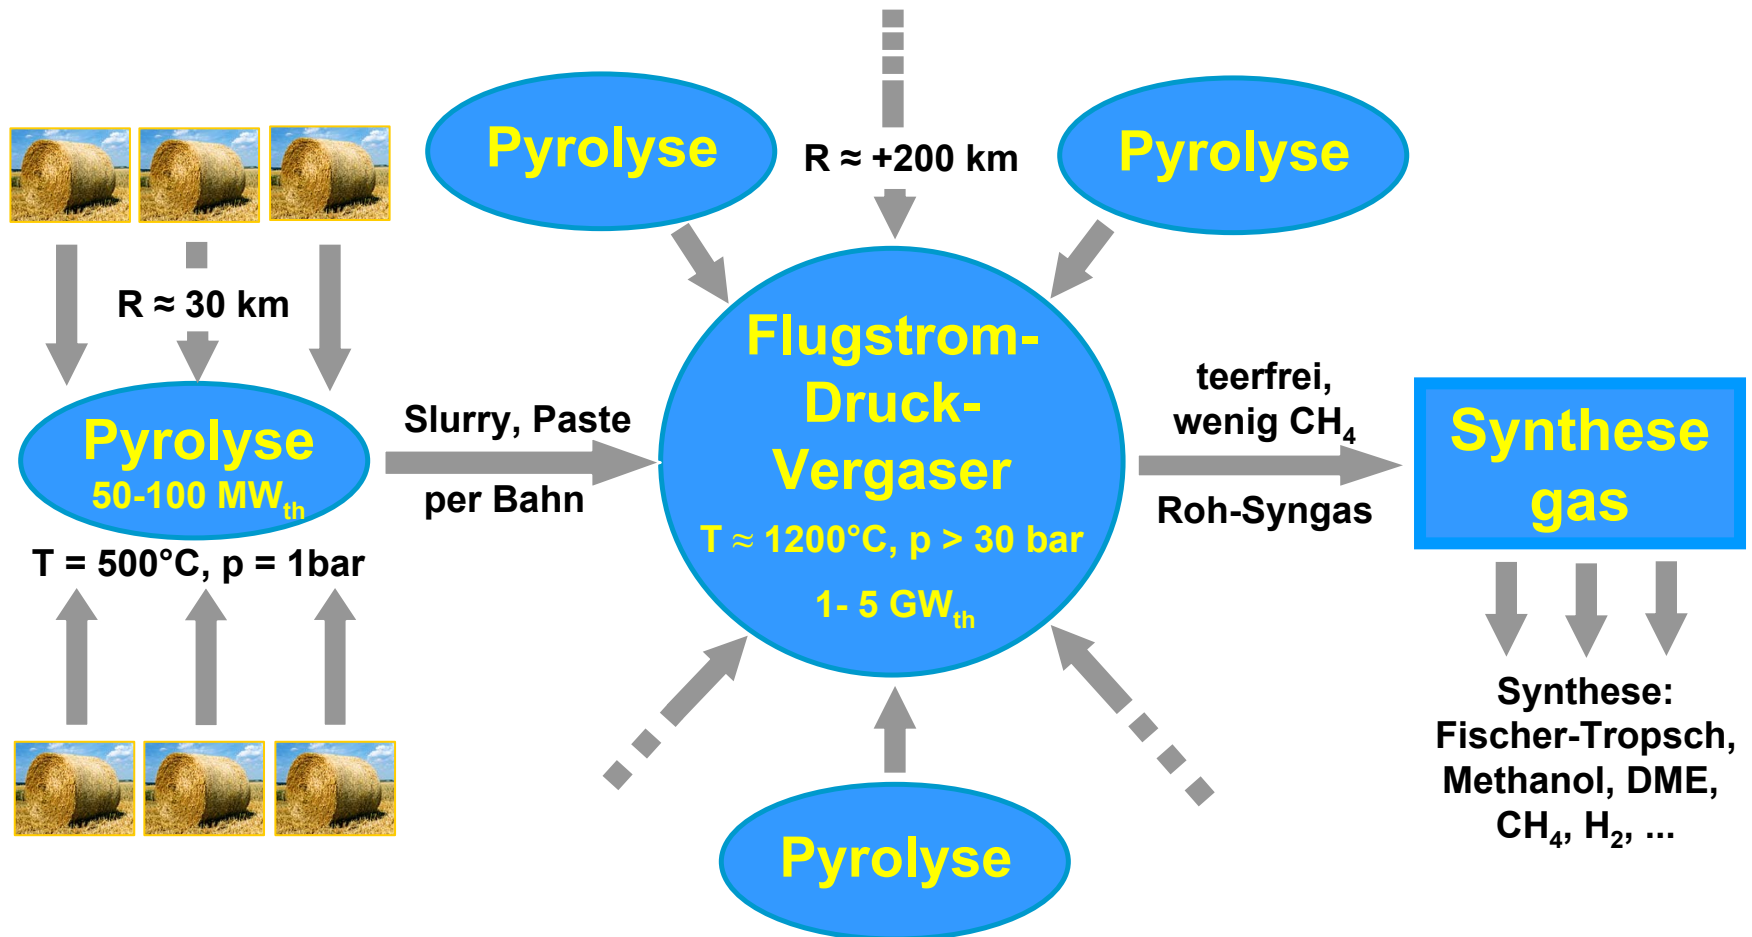 Pyrolyse
R ≈ +200 km
Pyrolyse
R ≈ 30 km
Pyrolyse
50-100 MWth
T = 500°C, p = 1bar
Slurry, Paste
per Bahn
Flugstrom-
Druck-
Vergaser
T ≈ 1200°C, p > 30 bar
1- 5 GWth
teerfrei,
wenig CH4
Roh-Syngas
Synthese
gas
Synthese:
Fischer-Tropsch,
Methanol, DME,
CH4, H2, ...
Pyrolyse